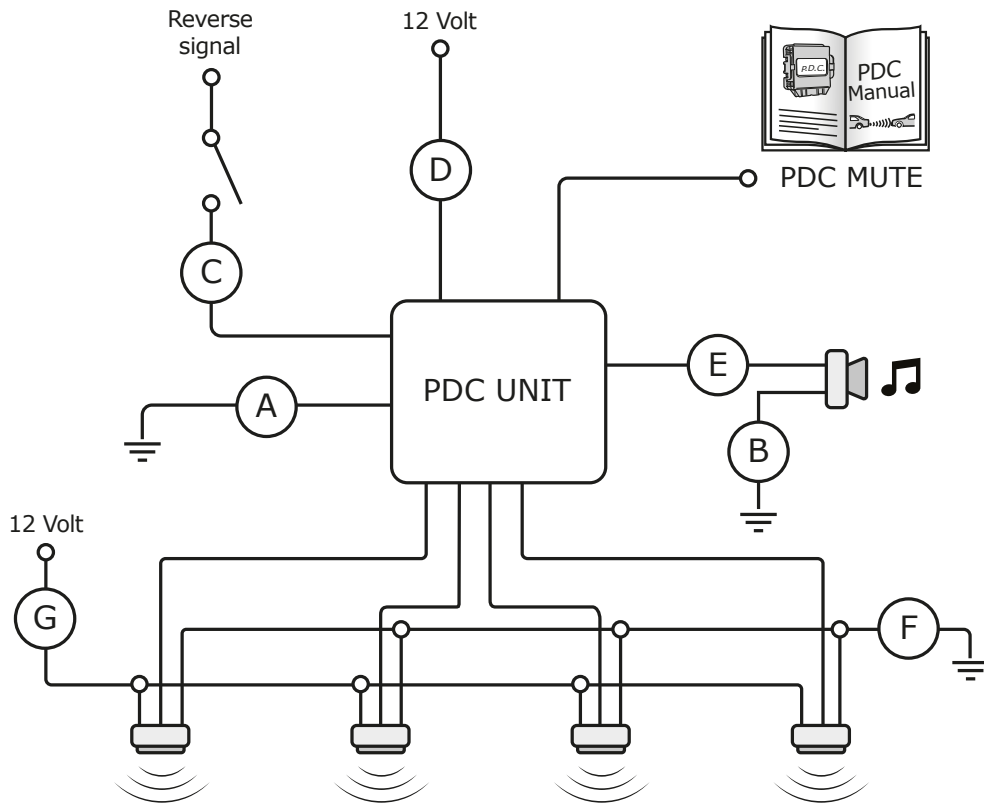 Reverse
signal
12 Volt
P.D.C.
PDC
Manual
PDC MUTE
D
C
PDC UNIT
E
A
B
12 Volt
G
F